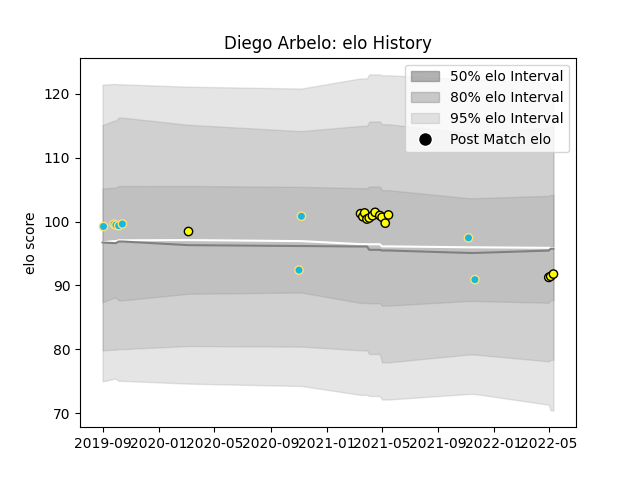 Diego Arbelo: elo History
50% elo Interval
80% elo Interval
95% elo Interval
Post Match elo
elo score
120
110
100
90
80
70
2019-09 2020-01 2020-05 2020-09 2021-01 2021-05 2021-09 2022-01 2022-05